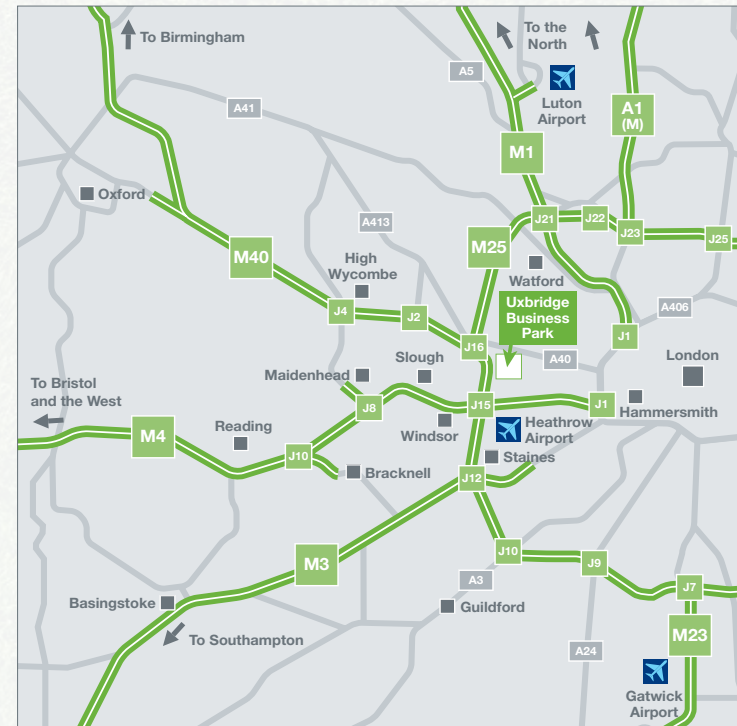 To Birmingham
To the
North
A5
Luton
Airport
A1
(M)
A41
M1
Oxford
A413
J21
J22
J23
J25
M25
M40
High
Wycombe
Watford
Uxbridge
Business
Park
A406
J4
J2
J16
J1
A40
London
Slough
Maidenhead
To Bristol
and the West
J8
J15
J1
Hammersmith
Reading
Windsor
Heathrow
Airport
M4
J10
Staines
Bracknell
J12
J10
J9
M3
A3
J7
Basingstoke
Guildford
To Southampton
M23
A24
Gatwick
Airport